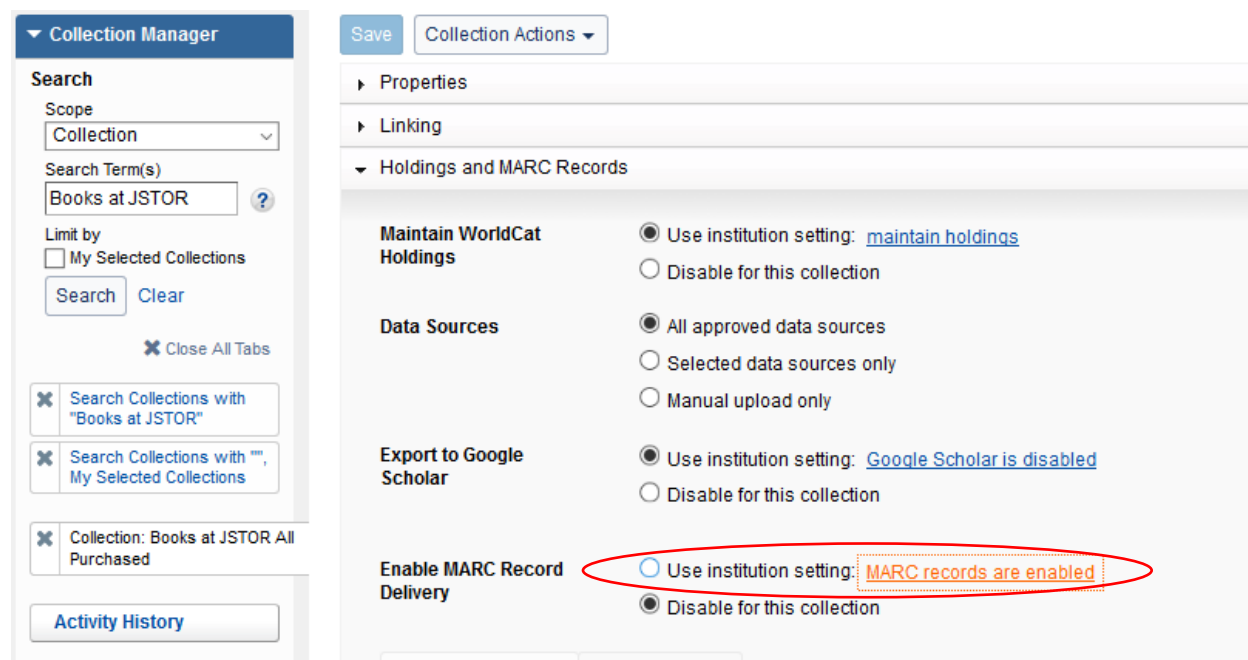 Collection Manager
Search
Scope
Collection
Search Term(s)
Books at JSTOR
?
Limit by
My Selected Collections
Search Clear
Close All Tabs
Search Collections with
"Books at JSTOR"
Search Collections with "",
My Selected Collections
Collection: Books at JSTOR All
Purchased
Activity History
Save Collection Actions
Properties
Linking
Holdings and MARC Records
Maintain WorldCat
Holdings
Use institution setting: maintain holdings
Disable for this collection
Data Sources
All approved data sources
Selected data sources only
Manual upload only
Export to Google
Scholar
Use institution setting: Google Scholar is disabled
Disable for this collection
Enable MARC Record
Delivery
Use institution setting: MARC records are enabled
Disable for this collection